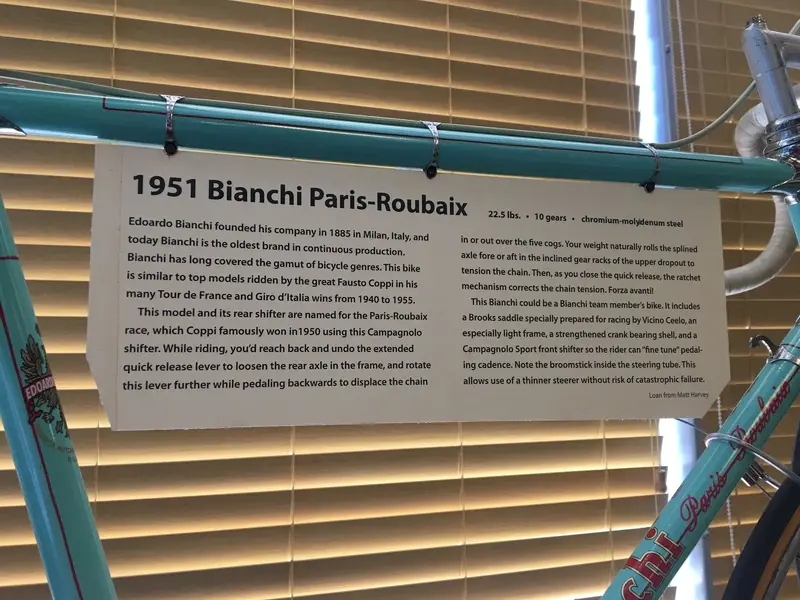 1951 Bianchi Paris-Roubaix
22.5 lbs. • 10 gears • chromium-molydenum steel
Edoardo Bianchi founded his company in 1885 in Milan, Italy, and
today Bianchi is the oldest brand in continuous production.
Bianchi has long covered the gamut of bicycle genres. This bike
is similar to top models ridden by the great Fausto Coppi in his
many Tour de France and Giro d'Italia wins from 1940 to 1955.
This model and its rear shifter are named for the Paris-Roubaix
race, which Coppi famously won in1950 using this Campagnolo
shifter. While riding, you'd reach back and undo the extended
quick release lever to loosen the rear axle in the frame, and rotate
this lever further while pedaling backwards to displace the chain
in or out over the five cogs. Your weight naturally rolls the splined
axle fore or aft in the inclined gear racks of the upper dropout to
tension the chain. Then, as you close the quick release, the ratchet
mechanism corrects the chain tension. Forza avanti!
This Bianchi could be a Bianchi team member's bike. It includes
a Brooks saddle specially prepared for racing by Vicino Ceelo, an
especially light frame, a strengthened crank bearing shell, and a
Campagnolo Sport front shifter so the rider can "fine tune" pedal-
ing cadence. Note the broomstick inside the steering tube. This
allows use of a thinner steerer without risk of catastrophic failure.
Loan from Matt Harvey
EDOARDO
chi Paris-Roubaix